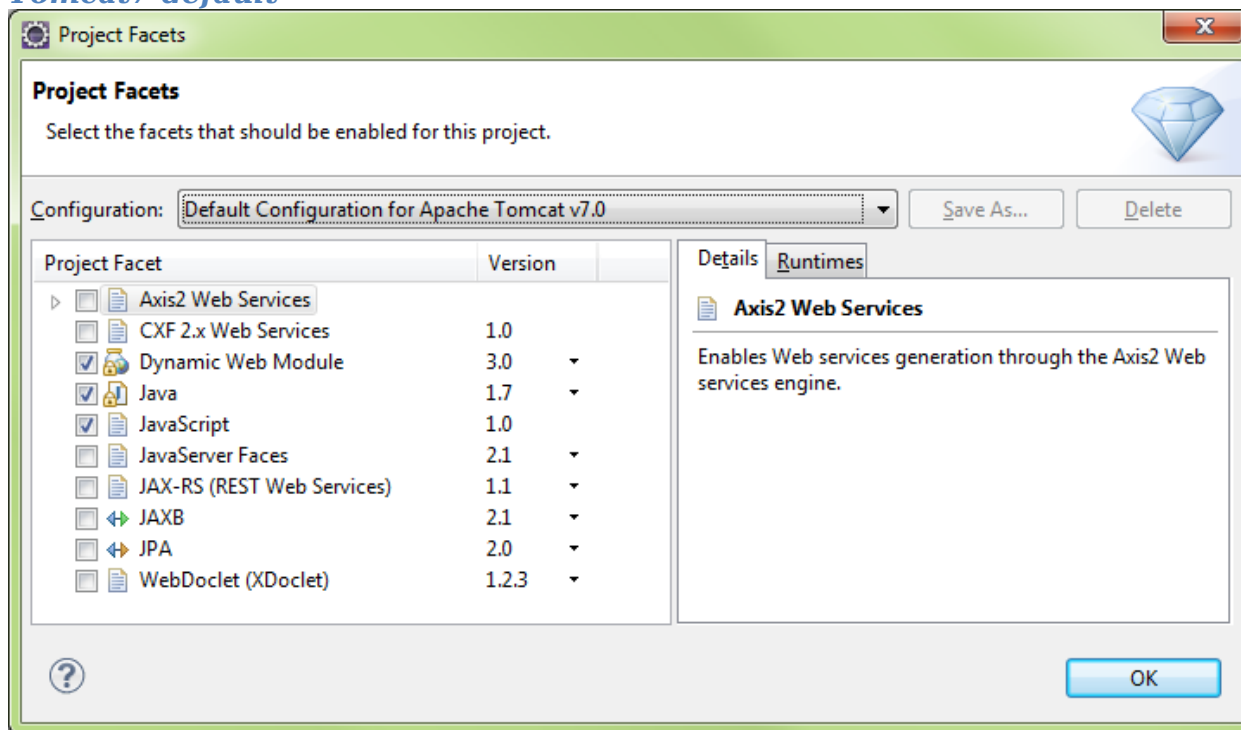 Tomcat7 default
Project Facets
Project Facets
Select the facets that should be enabled for this project.
Configuration: Default Configuration for Apache Tomcat v7.0 Save As... Delete
Project Facet Version
Axis2 Web Services
CXF 2.x Web Services 1.0
Dynamic Web Module 3.0
Java 1.7
JavaScript 1.0
JavaServer Faces 2.1
JAX-RS (REST Web Services) 1.1
JAXB 2.1
JPA 2.0
WebDoclet (XDoclet) 1.2.3
Details Runtimes
Axis2 Web Services
Enables Web services generation through the Axis2 Web
services engine.
?
OK